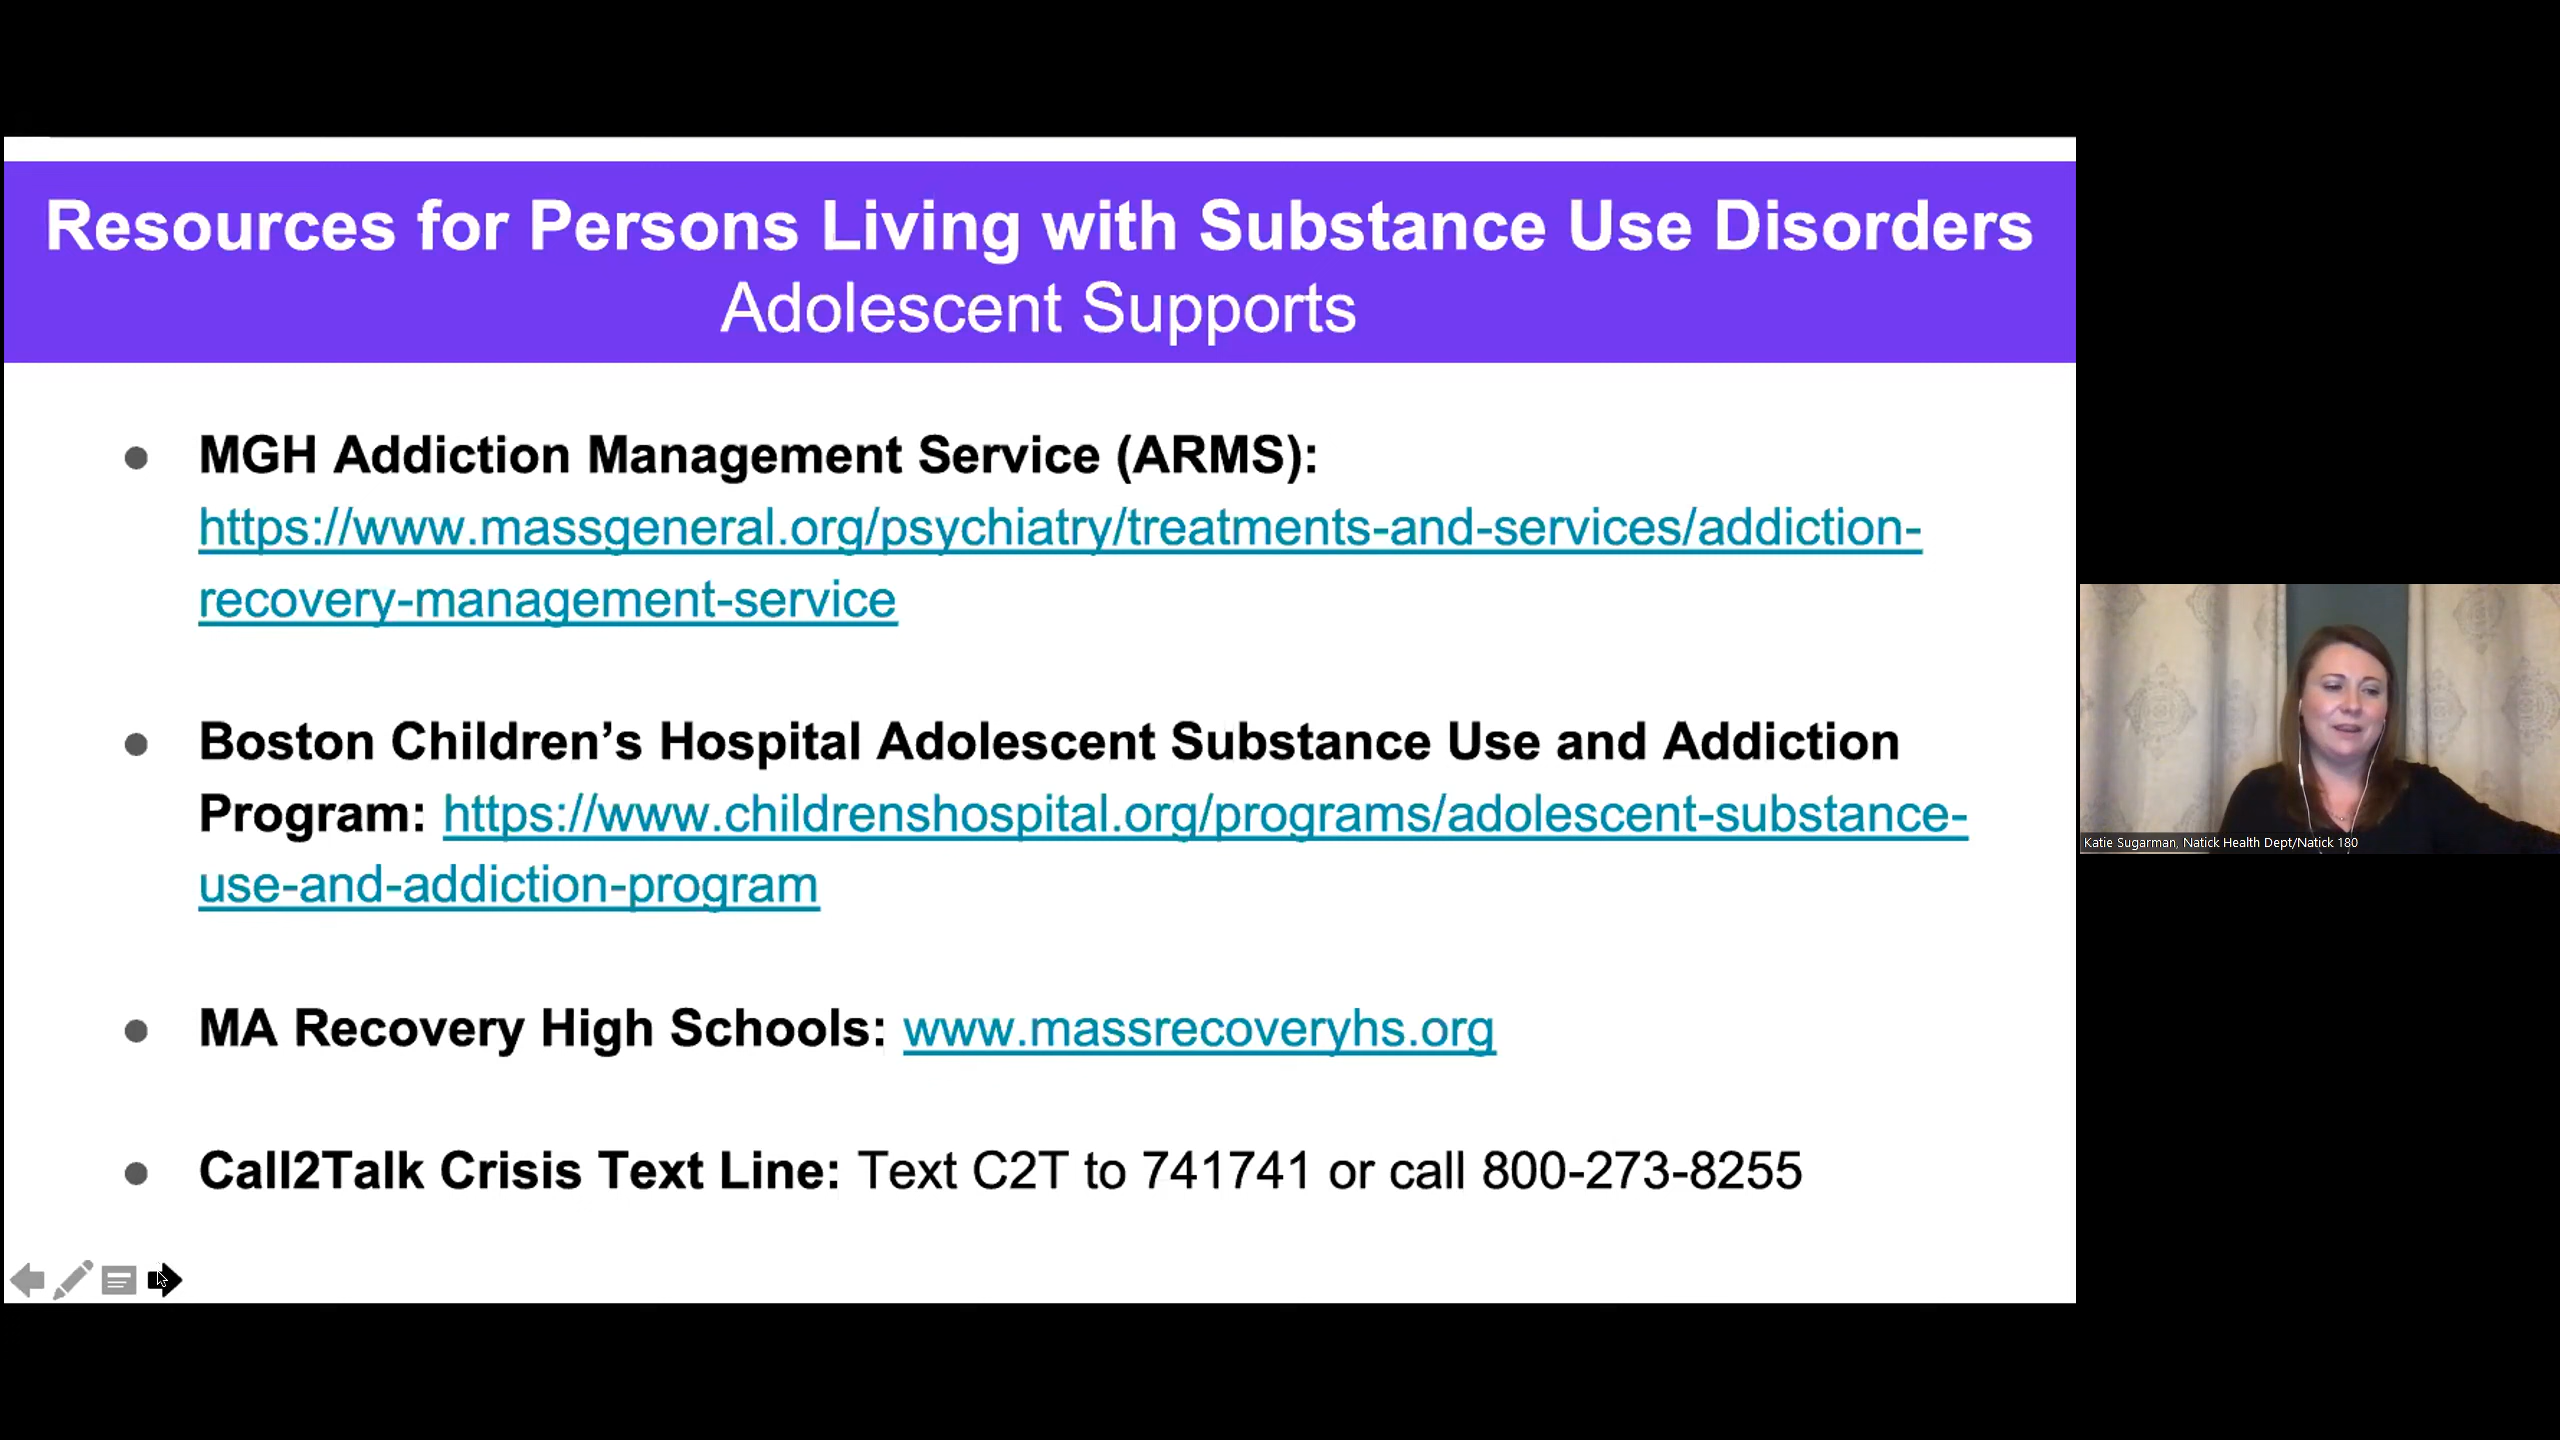 Resources for Persons Living with Substance Use Disorders
Adolescent Supports
● MGH Addiction Management Service (ARMS):
https://www.massgeneral.org/psychiatry/treatments-and-services/addiction-
recovery-management-service
● Boston Children’s Hospital Adolescent Substance Use and Addiction
Program: https://www.childrenshospital.org/programs/adolescent-substance-
use-and-addiction-program
● MA Recovery High Schools: www.massrecoveryhs.org
● Call2Talk Crisis Text Line: Text C2T to 741741 or call 800-273-8255
Katie Sugarman, Natick Health Dept/Natick 180